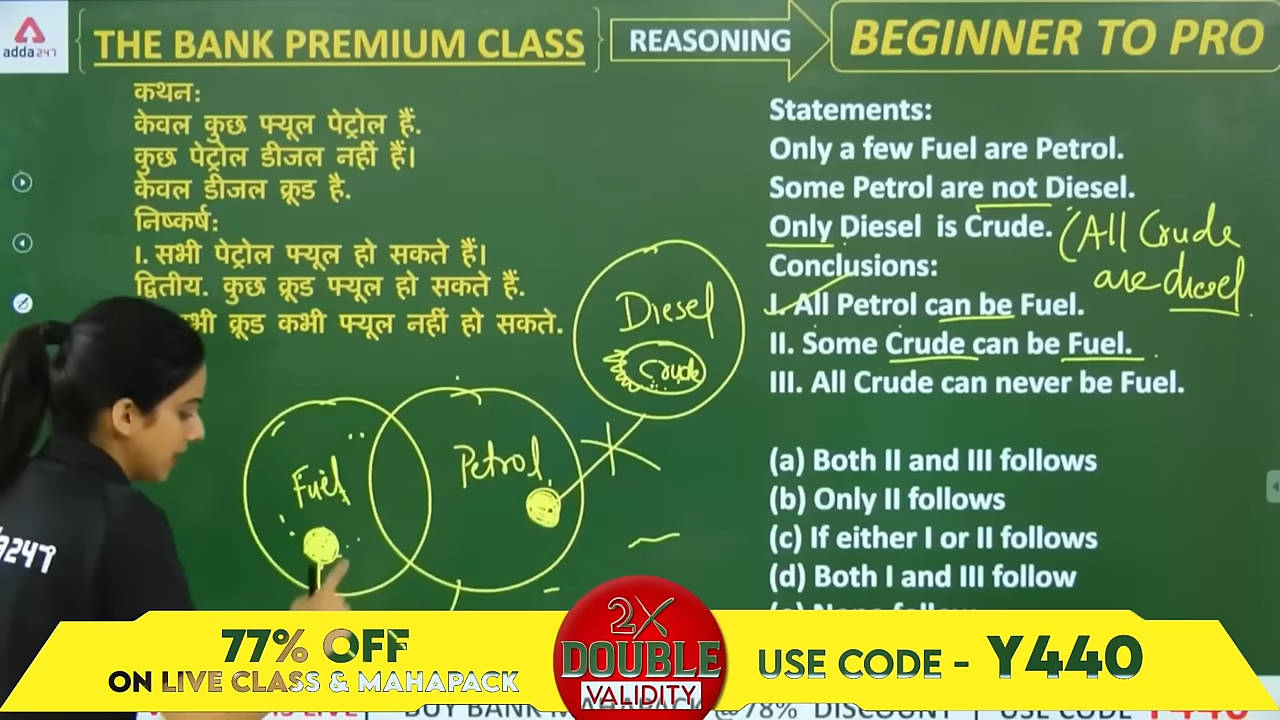 adda247
THE BANK PREMIUM CLASS
REASONING
BEGINNER TO PRO
कथन:
केवल कुछ फ्यूल पेट्रोल हैं.
कुछ पेट्रोल डीजल नहीं हैं।
केवल डीजल क्रूड है.
निष्कर्ष:
I. सभी पेट्रोल फ्यूल हो सकते हैं।
द्वितीय. कुछ क्रूड फ्यूल हो सकते हैं.
क्रूड कभी फ्यूल नहीं हो सकते.
Statements:
Only a few Fuel are Petrol.
Some Petrol are not Diesel.
Only Diesel is Crude. (All Crude
are diesel
Conclusions:
I. All Petrol can be Fuel.
II. Some Crude can be Fuel.
III. All Crude can never be Fuel.
(a) Both II and III follows
(b) Only II follows
(c) If either I or II follows
(d) Both I and III follow
Diesel
Crude
Fuel
Petrol
77% OFF
ON LIVE CLASS & MAHAPACK
2X
DOUBLE
VALIDITY
USE CODE - Y440